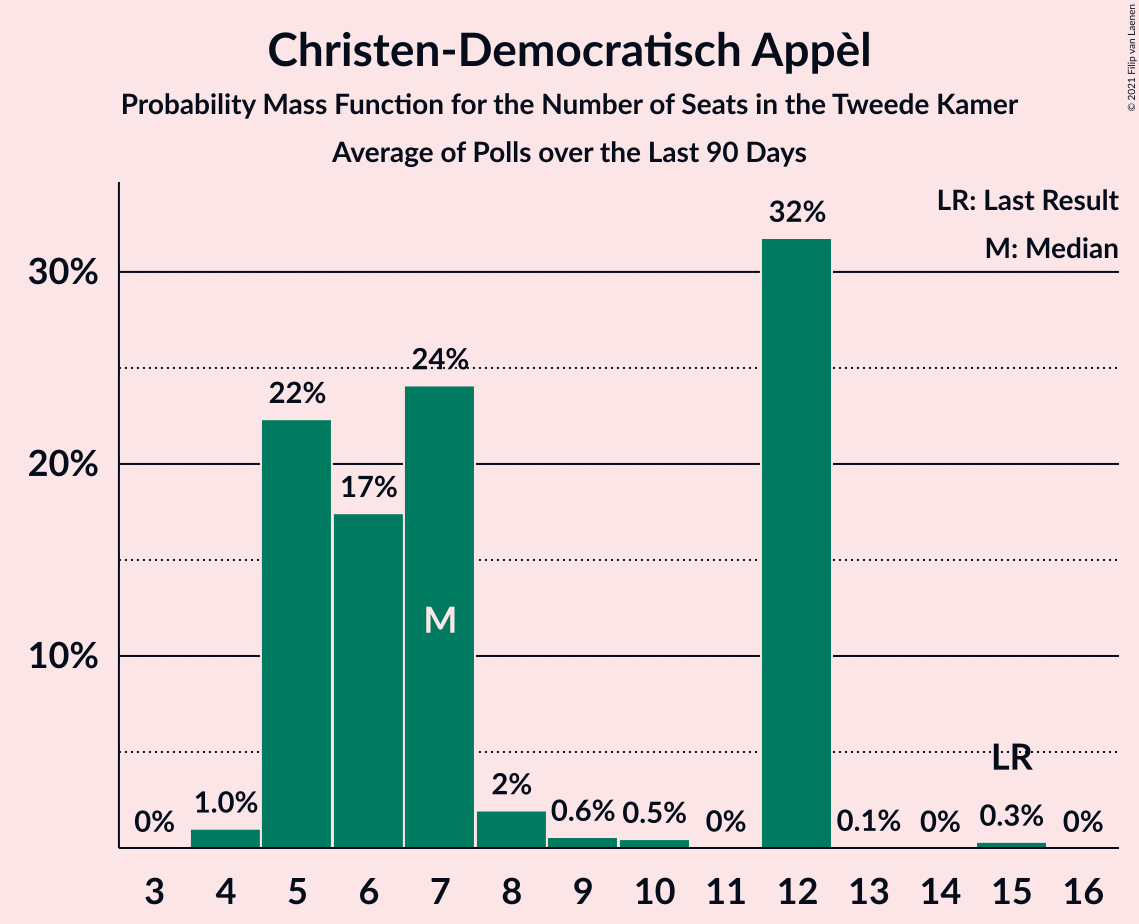 Christen-Democratisch Appèl
Probability Mass Function for the Number of Seats in the Tweede Kamer
Average of Polls over the Last 90 Days
© 2021 Filip van Laenen
LR: Last Result
M: Median
30%
20%
10%
0%
1.0%
22%
17%
24%
M
2%
0.6%
0.5%
0%
32%
0.1%
0%
LR
0.3%
0%
3 4 5 6 7 8 9 10 11 12 13 14 15 16